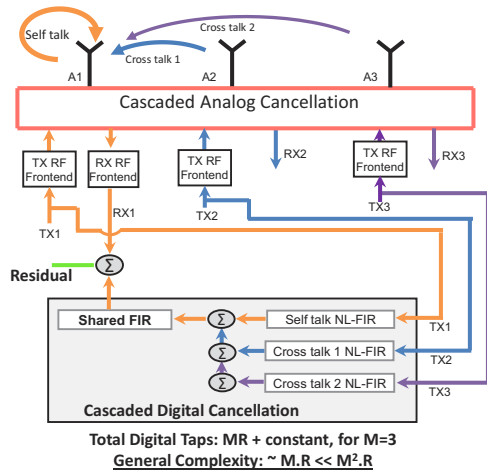 Cross talk 2
Self talk
Cross talk 1
A1
A2
A3
Cascaded Analog Cancellation
TX RF
Frontend
RX RF
Frontend
TX RF
Frontend
RX2
TX RF
Frontend
RX3
TX1
RX1
TX2
TX3
Residual
Σ
Shared FIR
Σ
Self talk NL-FIR
TX1
Σ
Cross talk 1 NL-FIR
TX2
Σ
Cross talk 2 NL-FIR
TX3
Cascaded Digital Cancellation
Total Digital Taps: MR + constant, for M=3
General Complexity: ~ M.R << M².R